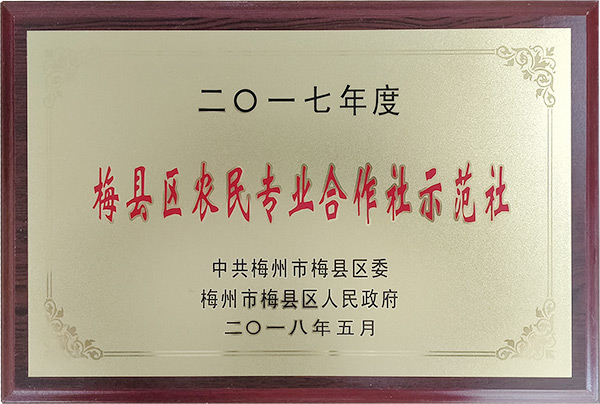 二〇一七年度
梅县区农民专业合作社示范社
中共梅州市梅县区委
梅州市梅县区人民政府
二〇一八年五月